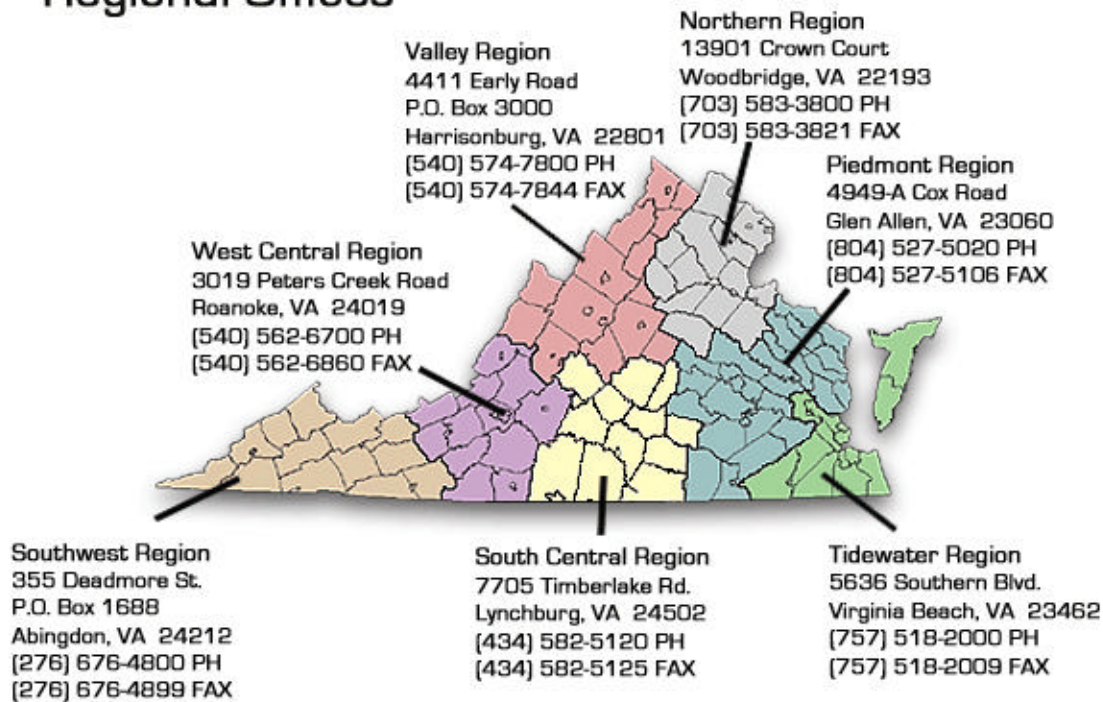 Regional Offices
Northern Region
13901 Crown Court
Woodbridge, VA 22193
(703) 583-3800 PH
(703) 583-3821 FAX
Valley Region
4411 Early Road
P.O. Box 3000
Harrisonburg, VA 22801
(540) 574-7800 PH
(540) 574-7844 FAX
Piedmont Region
4949-A Cox Road
Glen Allen, VA 23060
(804) 527-5020 PH
(804) 527-5106 FAX
West Central Region
3019 Peters Creek Road
Roanoke, VA 24019
(540) 562-6700 PH
(540) 562-6860 FAX
Southwest Region
355 Deadmore St.
P.O. Box 1688
Abingdon, VA 24212
(276) 676-4800 PH
(276) 676-4899 FAX
South Central Region
7705 Timberlake Rd.
Lynchburg, VA 24502
(434) 582-5120 PH
(434) 582-5125 FAX
Tidewater Region
5636 Southern Blvd.
Virginia Beach, VA 23462
(757) 518-2000 PH
(757) 518-2009 FAX